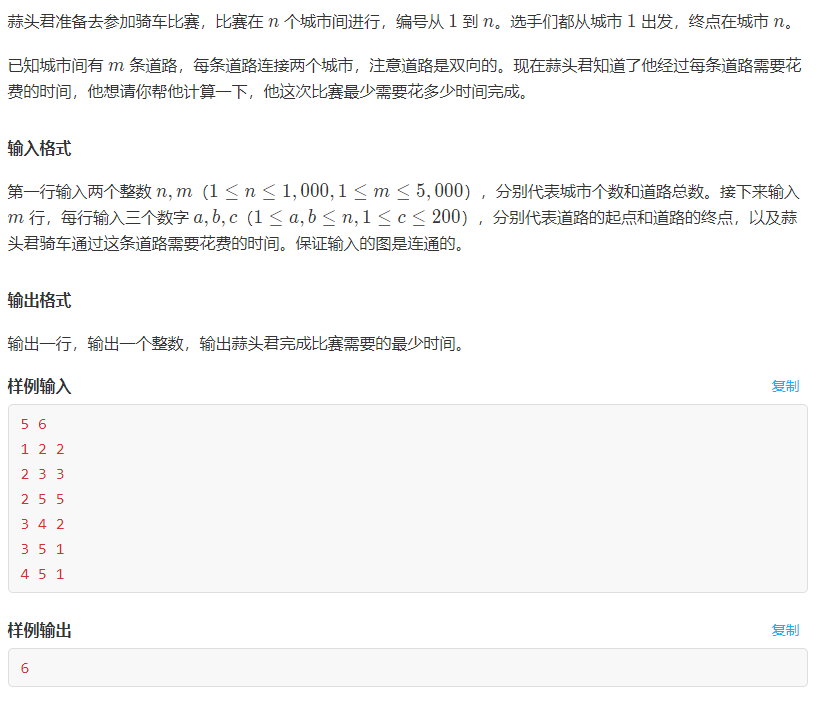 蒜头君准备去参加骑车比赛，比赛在 n 个城市间进行，编号从 1 到 n。选手们都从城市 1 出发，终点在城市 n。
已知城市间有 m 条道路，每条道路连接两个城市，注意道路是双向的。现在蒜头君知道了他经过每条道路需要花
费的时间，他想请你帮他计算一下，他这次比赛最少需要花多少时间完成。
输入格式
第一行输入两个整数 n, m（1 ≤ n ≤ 1,000, 1 ≤ m ≤ 5,000），分别代表城市个数和道路总数。接下来输入
m 行，每行输入三个数字 a, b, c（1 ≤ a, b ≤ n, 1 ≤ c ≤ 200），分别代表道路的起点和道路的终点，以及蒜
头君骑车通过这条道路需要花费的时间。保证输入的图是连通的。
输出格式
输出一行，输出一个整数，输出蒜头君完成比赛需要的最少时间。
样例输入 复制
5 6
1 2 2
2 3 3
2 5 5
3 4 2
3 5 1
4 5 1
样例输出 复制
6